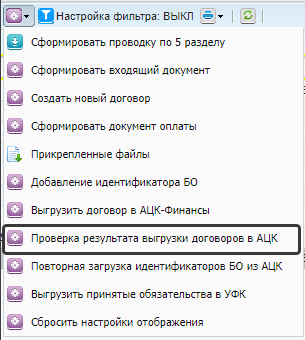 Настройка фильтра: ВЫКЛ
Сформировать проводку по 5 разделу
Сформировать входящий документ
Создать новый договор
Сформировать документ оплаты
Прикрепленные файлы
Добавление идентификатора БО
Выгрузить договор в АЦК-Финансы
Проверка результата выгрузки договоров в АЦК
Повторная загрузка идентификаторов БО из АЦК
Выгрузить принятые обязательства в УФК
Сбросить настройки отображения